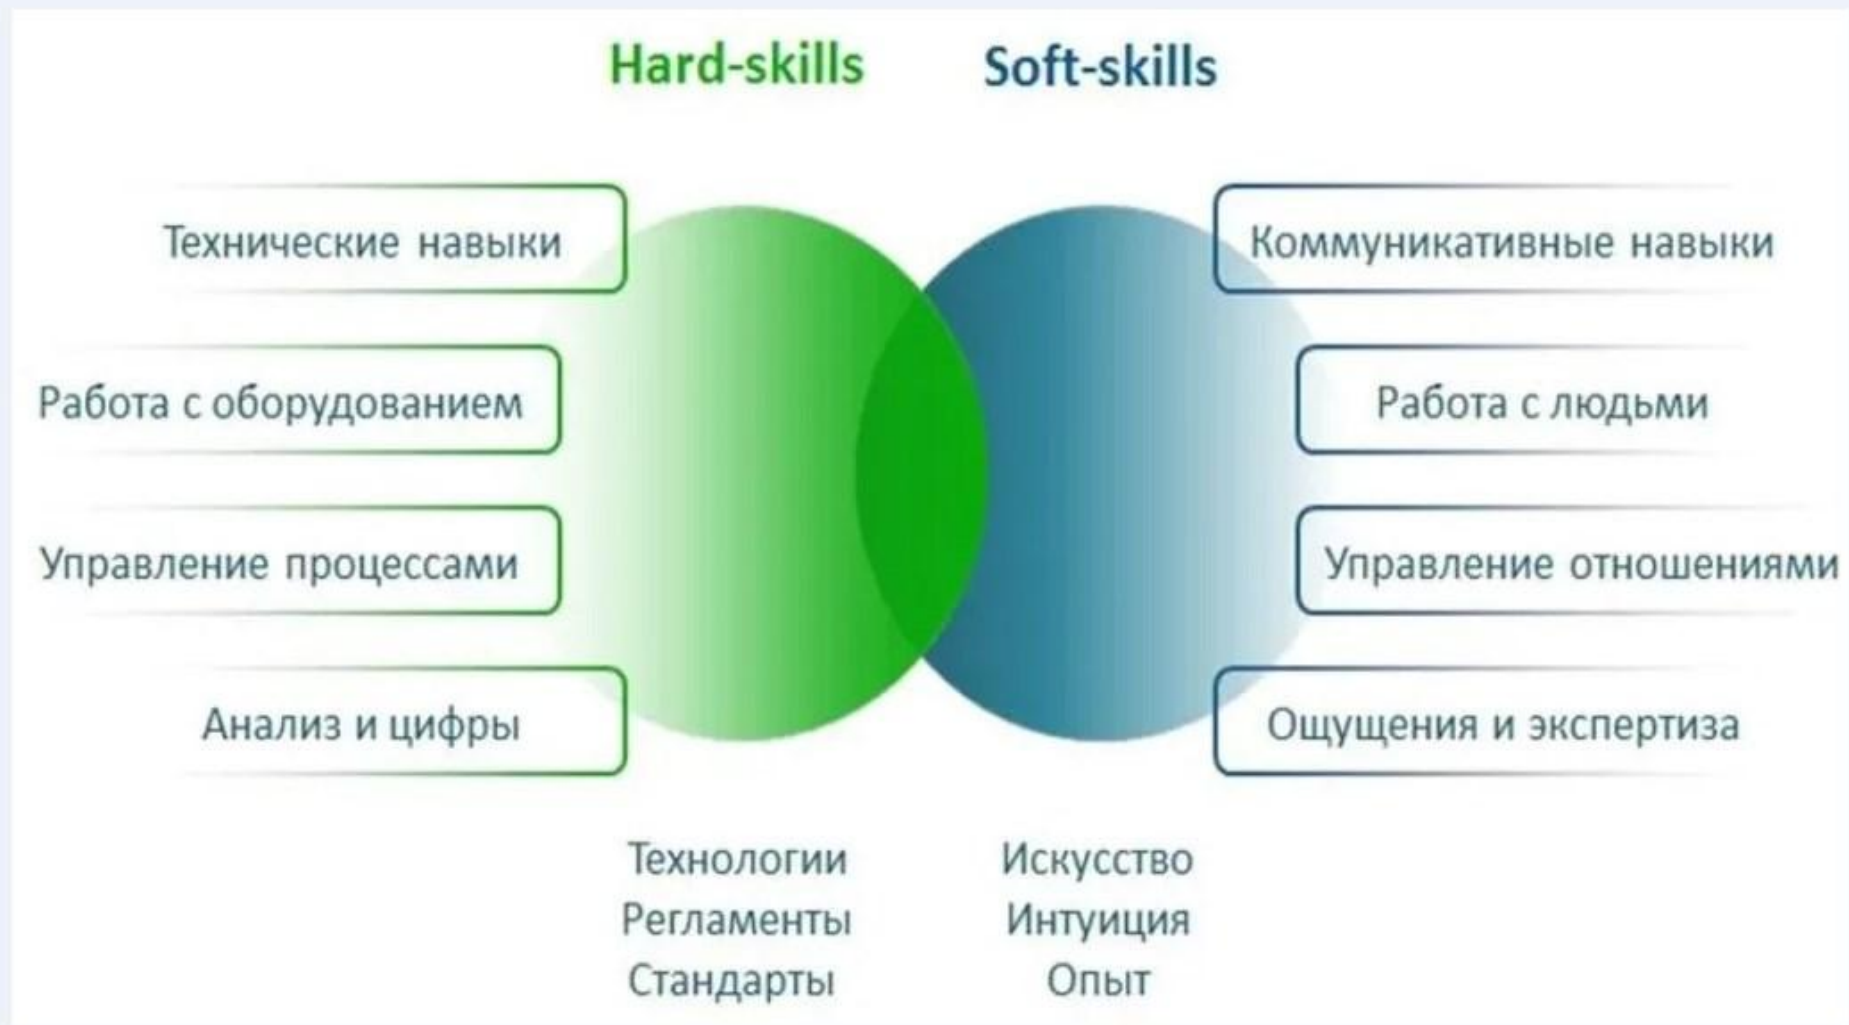 Hard-skills
Soft-skills
Технические навыки
Коммуникативные навыки
Работа с оборудованием
Работа с людьми
Управление процессами
Управление отношениями
Анализ и цифры
Ощущения и экспертиза
Технологии
Регламенты
Стандарты
Искусство
Интуиция
Опыт